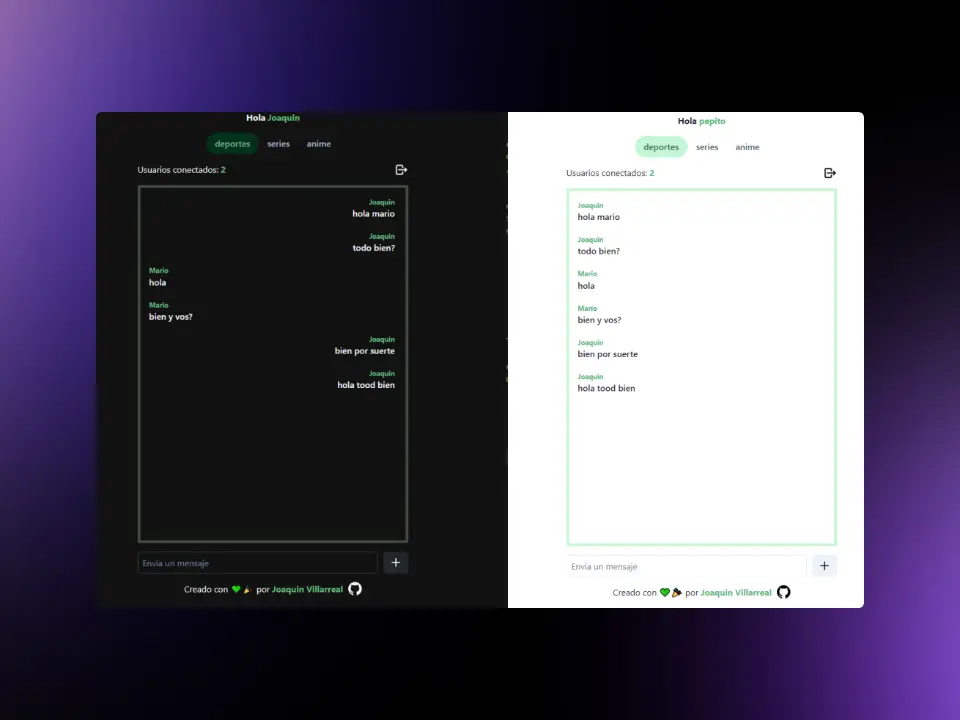 Hola Joaquin
deportes series anime
Usuarios conectados: 2
Joaquin
hola mario
Joaquin
todo bien?
Mario
hola
Mario
bien y vos?
Joaquin
bien por suerte
Joaquin
hola tood bien
Envia un mensaje
+
Creado con 💚 🎉 por Joaquin Villarreal
Hola pepito
deportes series anime
Usuarios conectados: 2
Joaquin
hola mario
Joaquin
todo bien?
Mario
hola
Mario
bien y vos?
Joaquin
bien por suerte
Joaquin
hola tood bien
Envia un mensaje
+
Creado con 💚 🎉 por Joaquin Villarreal